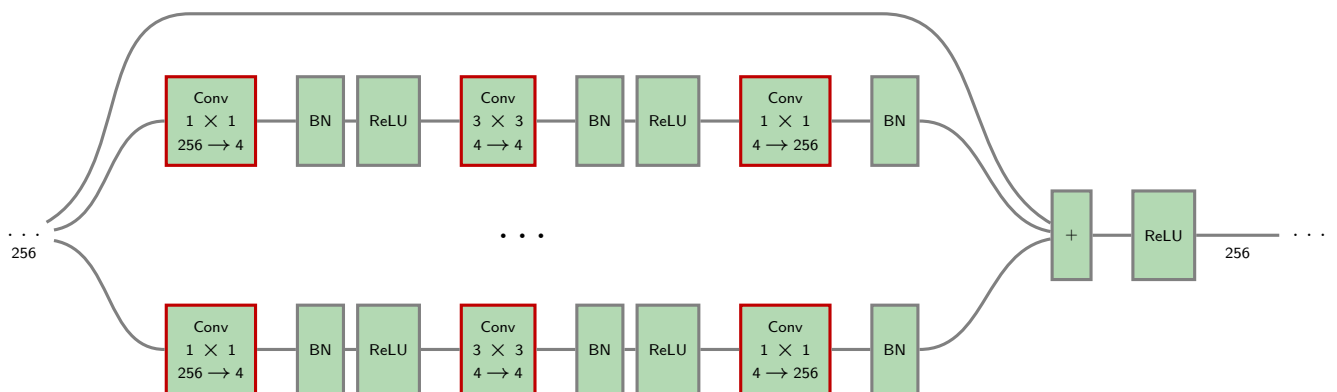 Conv
1 × 1
256 → 4
BN
ReLU
Conv
3 × 3
4 → 4
BN
ReLU
Conv
1 × 1
4 → 256
BN
. . .
256
. . .
+
ReLU
256
. . .
Conv
1 × 1
256 → 4
BN
ReLU
Conv
3 × 3
4 → 4
BN
ReLU
Conv
1 × 1
4 → 256
BN